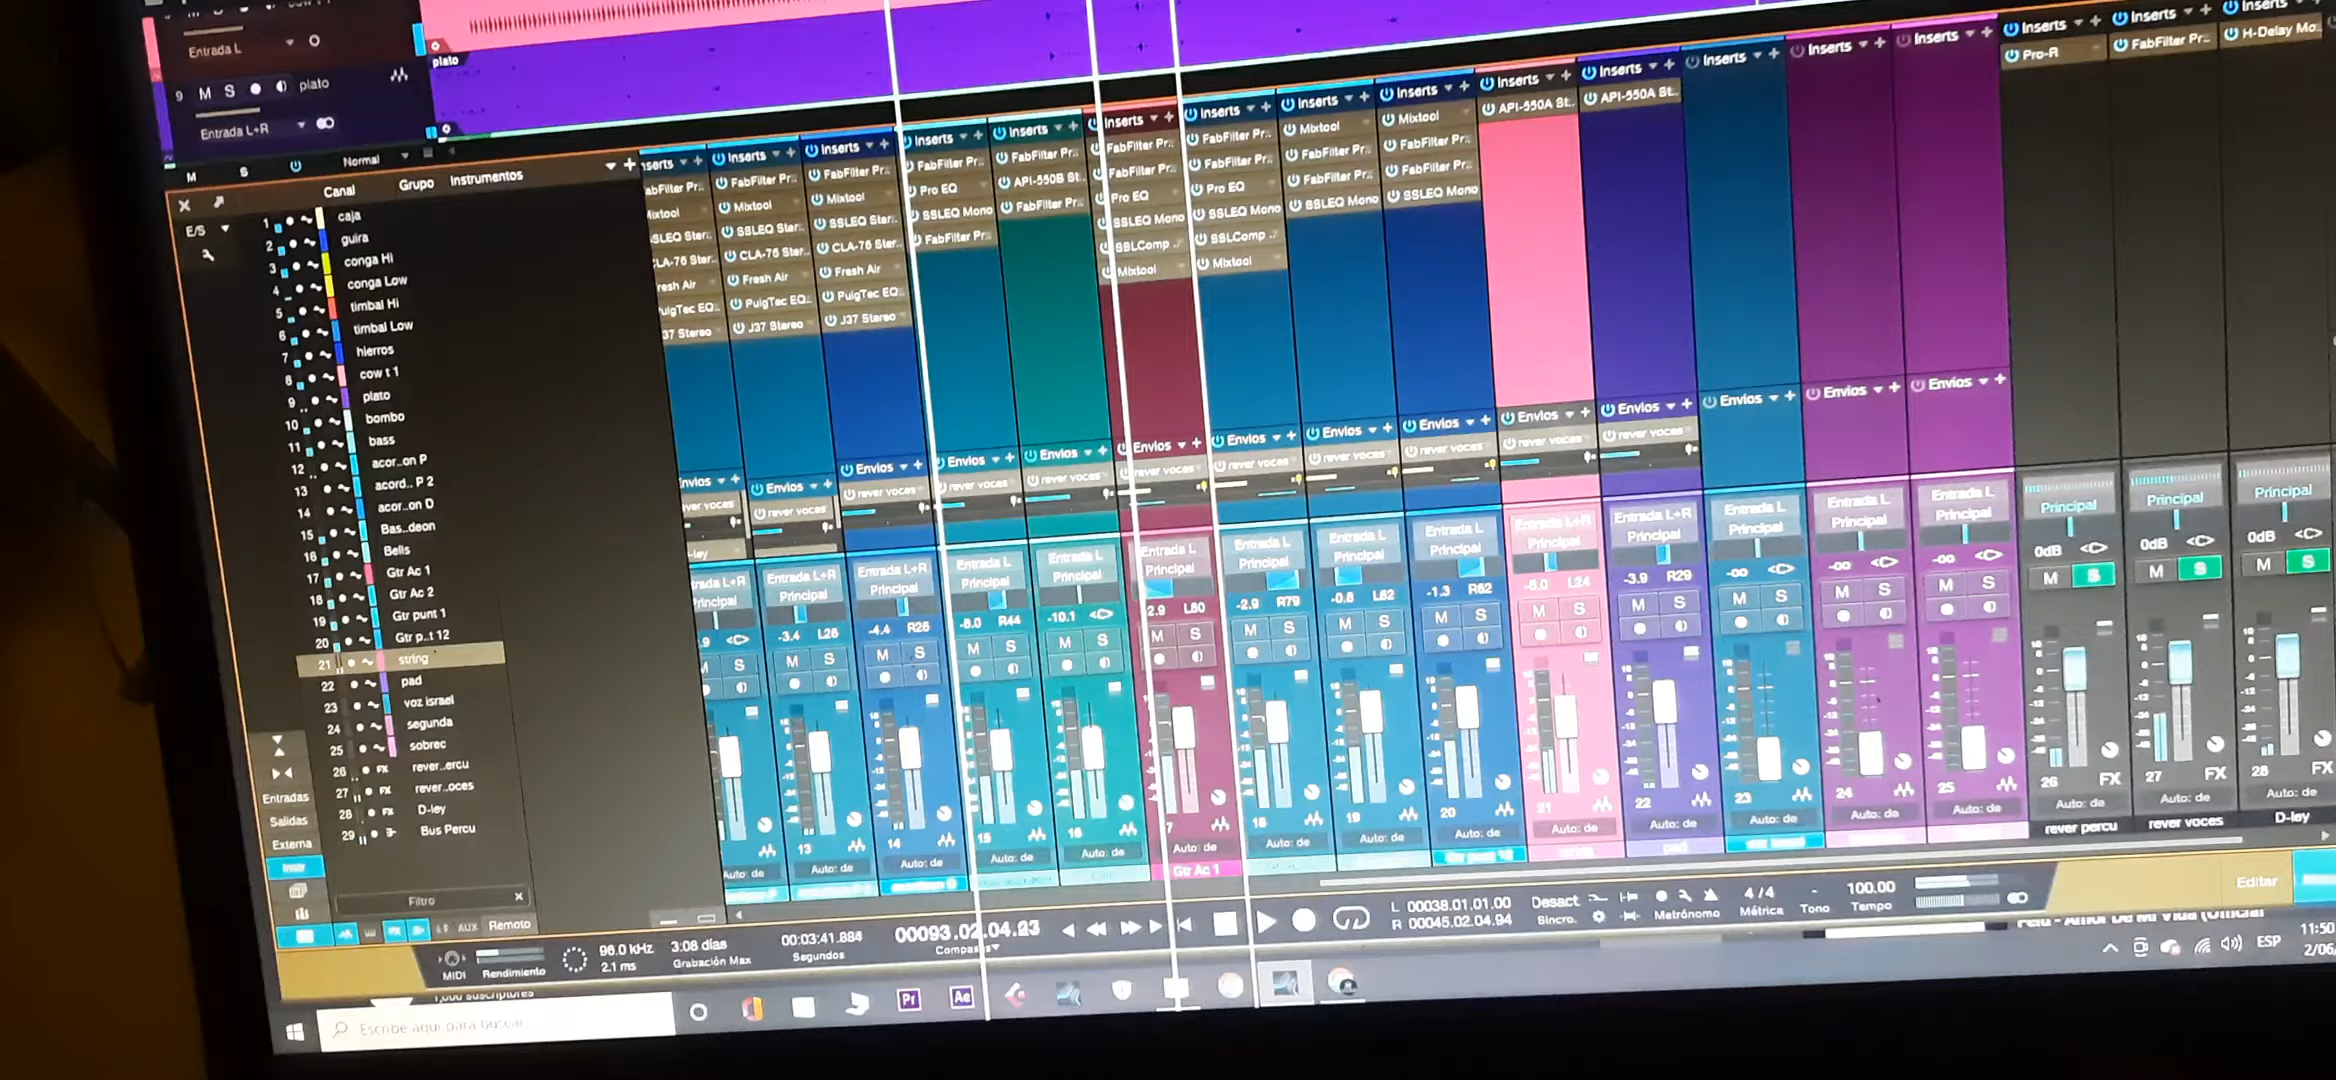 Entrada L
9 M S plato
Entrada L+R
plato
M S Normal
Canal Grupo Instrumentos
E/S
1 caja
2 guira
3 conga Hi
4 conga Low
5 timbal Hi
6 timbal Low
7 hierros
8 cow t 1
9 plato
10 bombo
11 bass
12 acor..on P
13 acord.. P 2
14 acor..on D
15 Bas..deon
16 Bells
17 Gtr Ac 1
18 Gtr Ac 2
19 Gtr punt 1
20 Gtr p..t 12
21 string
22 pad
23 voz israel
24 segunda
25 sobrec
26 FX rever..ercu
27 FX rever..oces
28 FX D-ley
29 Bus Percu
Entradas
Salidas
Externa
Instr
Filtro
AUX Remoto
Inserts Inserts Inserts Inserts Inserts Inserts Inserts Inserts Inserts Inserts Inserts Inserts Inserts Inserts Inserts Inserts
FabFilter Pr..
Mixtool
SSLEQ Ster..
CLA-76 Ster..
Fresh Air
PuigTec EQ..
J37 Stereo
FabFilter Pr..
Mixtool
SSLEQ Ster..
CLA-76 Ster..
Fresh Air
PuigTec EQ..
J37 Stereo
FabFilter Pr..
Pro EQ
SSLEQ Mono
FabFilter Pr..
FabFilter Pr..
API-550B St..
FabFilter Pr..
FabFilter Pr..
FabFilter Pr..
Pro EQ
SSLEQ Mono
SSLComp ..
Mixtool
FabFilter Pr..
FabFilter Pr..
Pro EQ
SSLEQ Mono
SSLComp ..
Mixtool
Mixtool
FabFilter Pr..
FabFilter Pr..
SSLEQ Mono
Mixtool
FabFilter Pr..
FabFilter Pr..
SSLEQ Mono
API-550A St..
API-550A St..
Pro-R
FabFilter Pr..
H-Delay Mo..
Envios Envios Envios Envios Envios Envios Envios Envios Envios Envios Envios Envios Envios
rever voces rever voces rever voces rever voces rever voces rever voces rever voces rever voces rever voces rever voces
Entrada L+R Entrada L+R Entrada L Entrada L Entrada L Entrada L Entrada L Entrada L Entrada L+R Entrada L+R Entrada L Entrada L Entrada L
Principal Principal Principal Principal Principal Principal Principal Principal Principal Principal Principal Principal Principal Principal Principal Principal
-3.4 L26
-4.4 R26
-8.0 R44
-10.1 <C>
2.9 L80
-2.9 R79
-0.8 L62
-1.3 R62
-8.0 L24
-3.9 R29
-oo <C>
-oo <C>
-oo <C>
0dB <C>
0dB <C>
0dB <C>
M S M S M S M S M S M S M S M S M S M S M S M S M S M S M S M S
13 14 15 16 7 18 19 20 21 22 23 24 25 26 FX 27 FX 28 FX
Auto: de Auto: de Auto: de Auto: de Auto: de Auto: de Auto: de Auto: de Auto: de Auto: de Auto: de Auto: de Auto: de Auto: de Auto: de Auto: de Auto: de
Gtr Ac 1 pad rever percu rever voces D-ley
MIDI Rendimiento
96.0 kHz
2.1 ms
3:08 días
Grabación Max
00:03:41.884
Segundos
00093.02.04.23
Compases
L 00038.01.01.00
R 00045.02.04.94
Desact.
Sincro.
Metrónomo
4 / 4
Métrica
-
Tono
100.00
Tempo
Editar
1,000 suscriptores
Escribe aquí para buscar
Pr Ae
ESP
11:50
2/06/